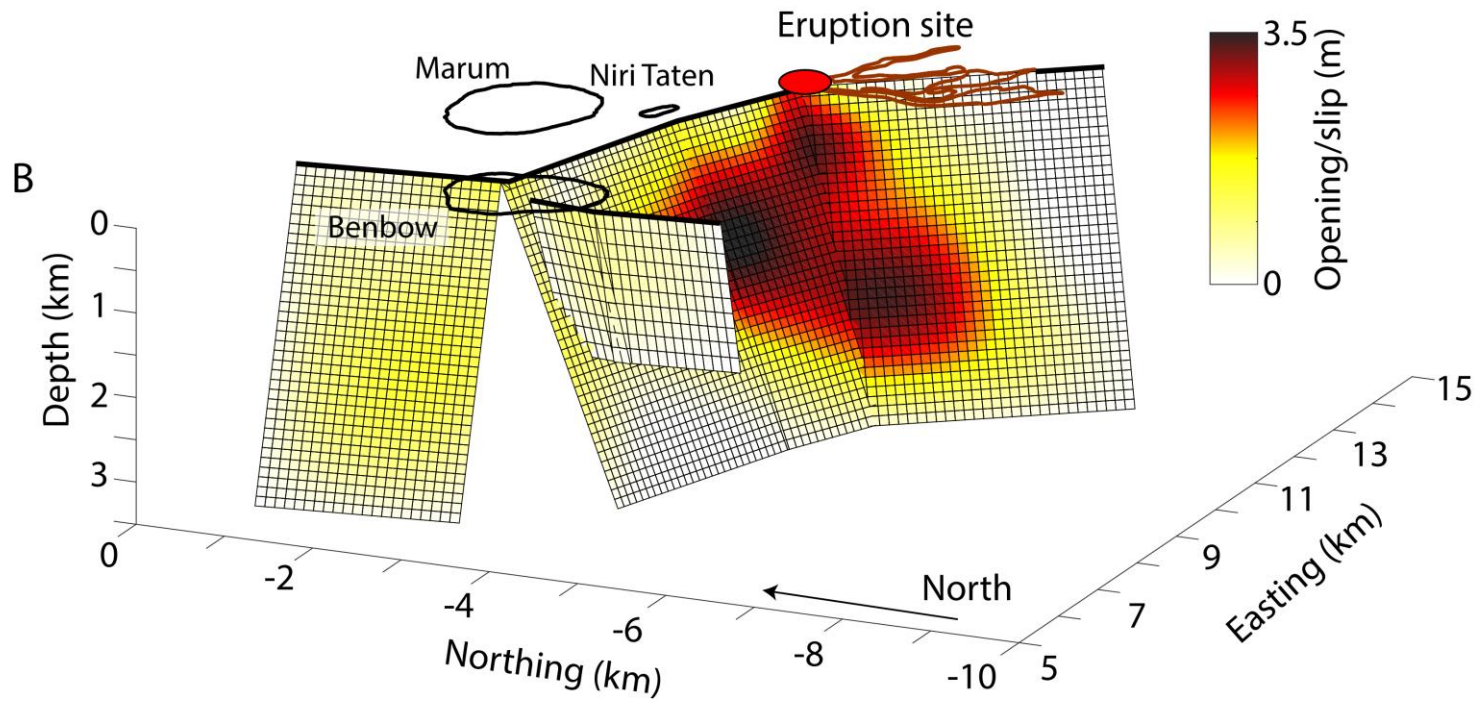 Eruption site
Marum
Niri Taten
B
Benbow
3.5
0
Opening/slip (m)
Depth (km)
0
1
2
3
0
-2
-4
-6
-8
-10
Northing (km)
North
5
7
9
11
13
15
Easting (km)